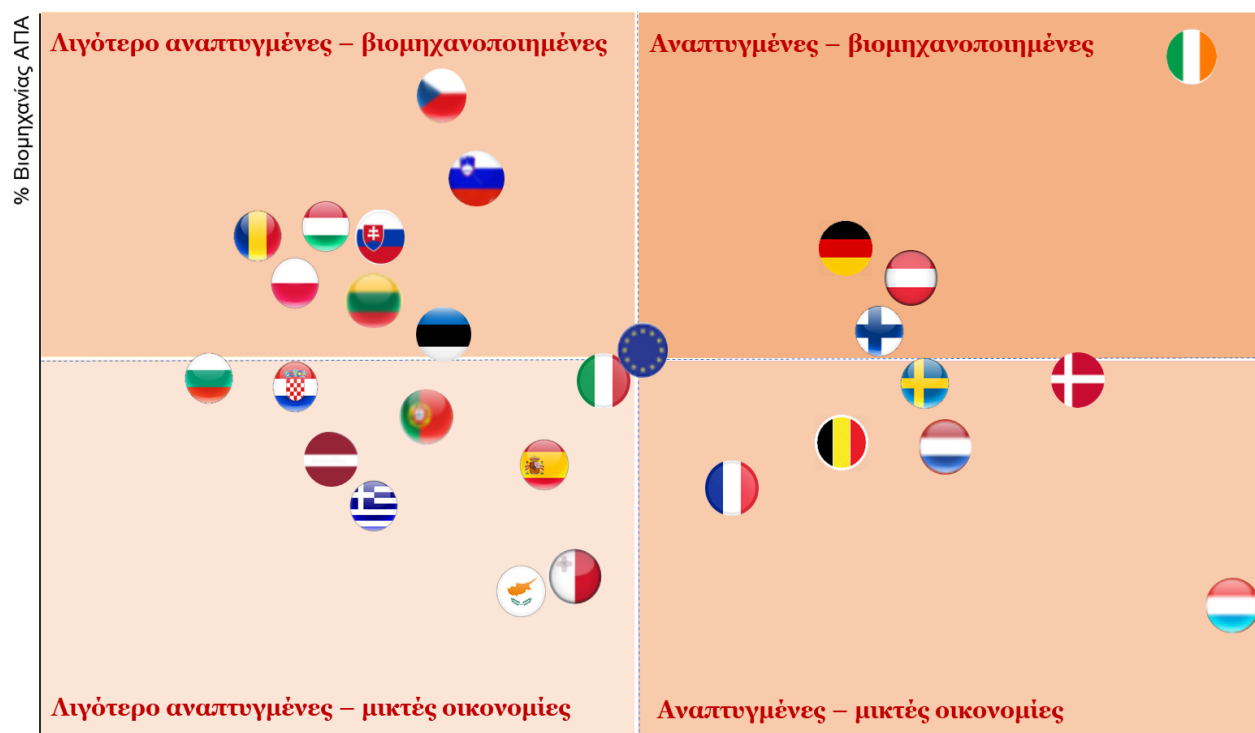 Λιγότερο αναπτυγμένες – βιομηχανοποιημένες
Αναπτυγμένες – βιομηχανοποιημένες
% Βιομηχανίας ΑΠΑ
Λιγότερο αναπτυγμένες – μικτές οικονομίες
Αναπτυγμένες – μικτές οικονομίες